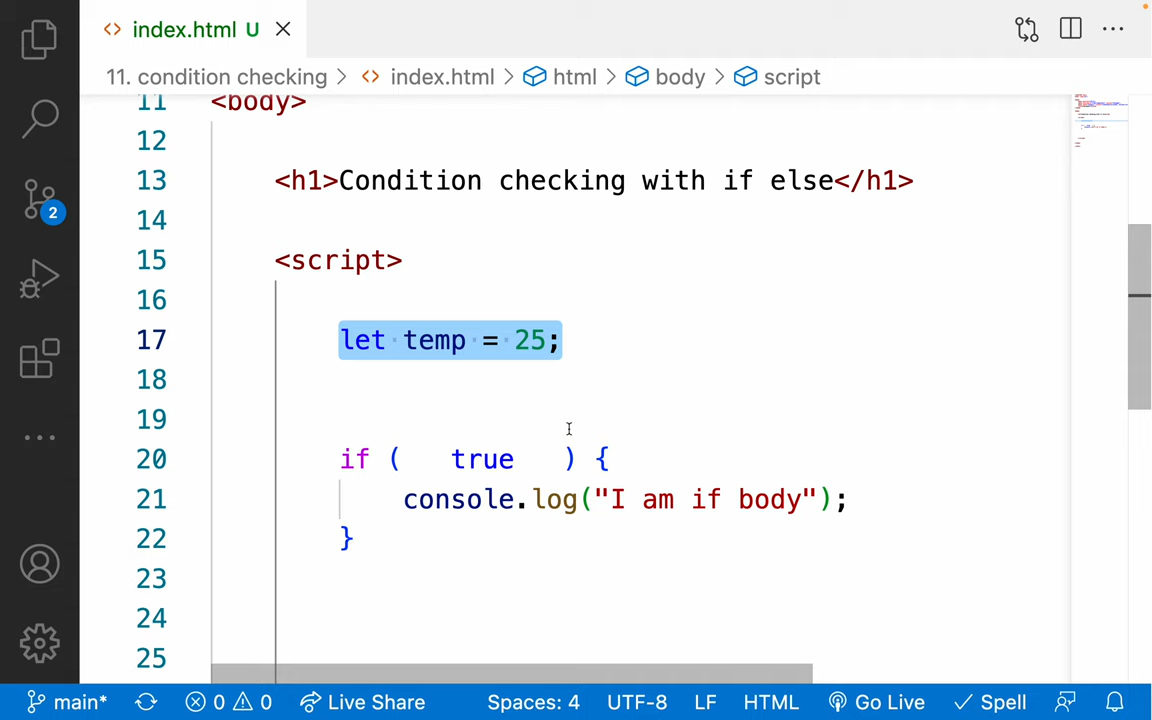 index.html U
11. condition checking > index.html > html > body > script
11 <body>
12
13 <h1>Condition checking with if else</h1>
14
15 <script>
16
17 let temp = 25;
18
19
20 if ( true ) {
21 console.log("I am if body");
22 }
23
24
25
2
main* 0 0 Live Share Spaces: 4 UTF-8 LF HTML Go Live Spell